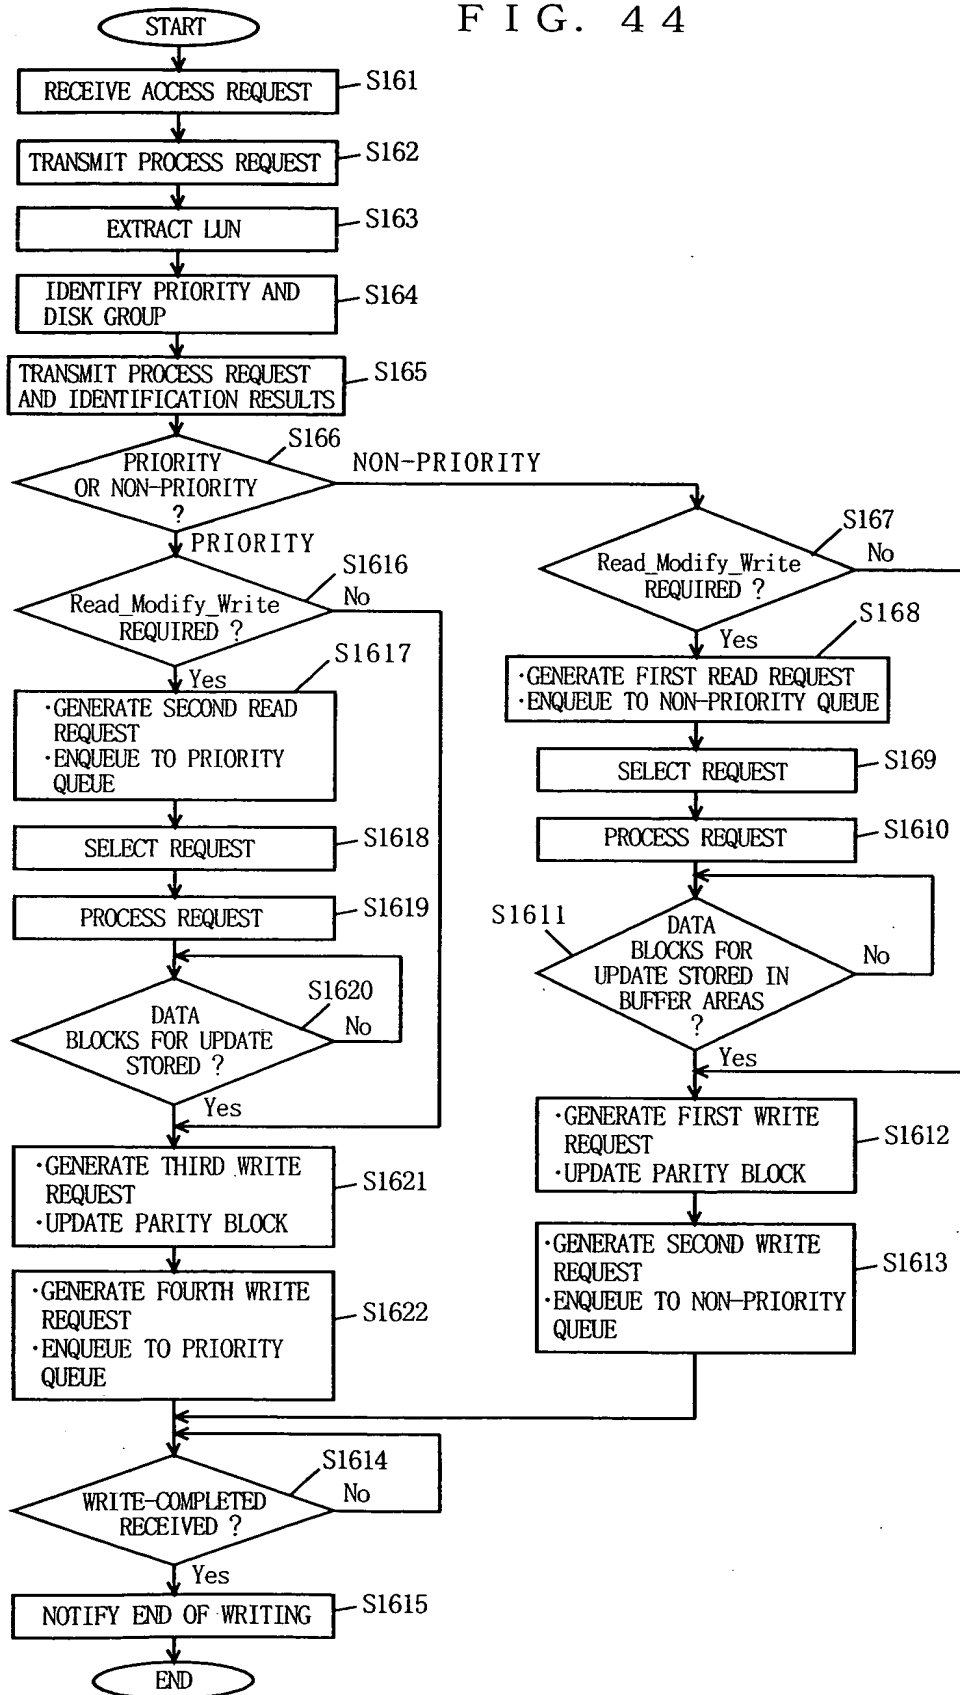 FIG. 44
START
RECEIVE ACCESS REQUEST
S161
TRANSMIT PROCESS REQUEST
S162
EXTRACT LUN
S163
IDENTIFY PRIORITY AND
DISK GROUP
S164
TRANSMIT PROCESS REQUEST
AND IDENTIFICATION RESULTS
S165
S166
PRIORITY
OR NON-PRIORITY
?
NON-PRIORITY
PRIORITY
S1616
Read_Modify_Write
REQUIRED ?
No
Yes
S1617
·GENERATE SECOND READ
REQUEST
·ENQUEUE TO PRIORITY
QUEUE
SELECT REQUEST
S1618
PROCESS REQUEST
S1619
S1620
DATA
BLOCKS FOR UPDATE
STORED ?
No
Yes
·GENERATE THIRD WRITE
REQUEST
·UPDATE PARITY BLOCK
S1621
·GENERATE FOURTH WRITE
REQUEST
·ENQUEUE TO PRIORITY
QUEUE
S1622
S167
Read_Modify_Write
REQUIRED ?
No
Yes
S168
·GENERATE FIRST READ REQUEST
·ENQUEUE TO NON-PRIORITY QUEUE
SELECT REQUEST
S169
PROCESS REQUEST
S1610
S1611
DATA
BLOCKS FOR
UPDATE STORED IN
BUFFER AREAS
?
No
Yes
·GENERATE FIRST WRITE
REQUEST
·UPDATE PARITY BLOCK
S1612
·GENERATE SECOND WRITE
REQUEST
·ENQUEUE TO NON-PRIORITY
QUEUE
S1613
S1614
WRITE-COMPLETED
RECEIVED ?
No
Yes
NOTIFY END OF WRITING
S1615
END